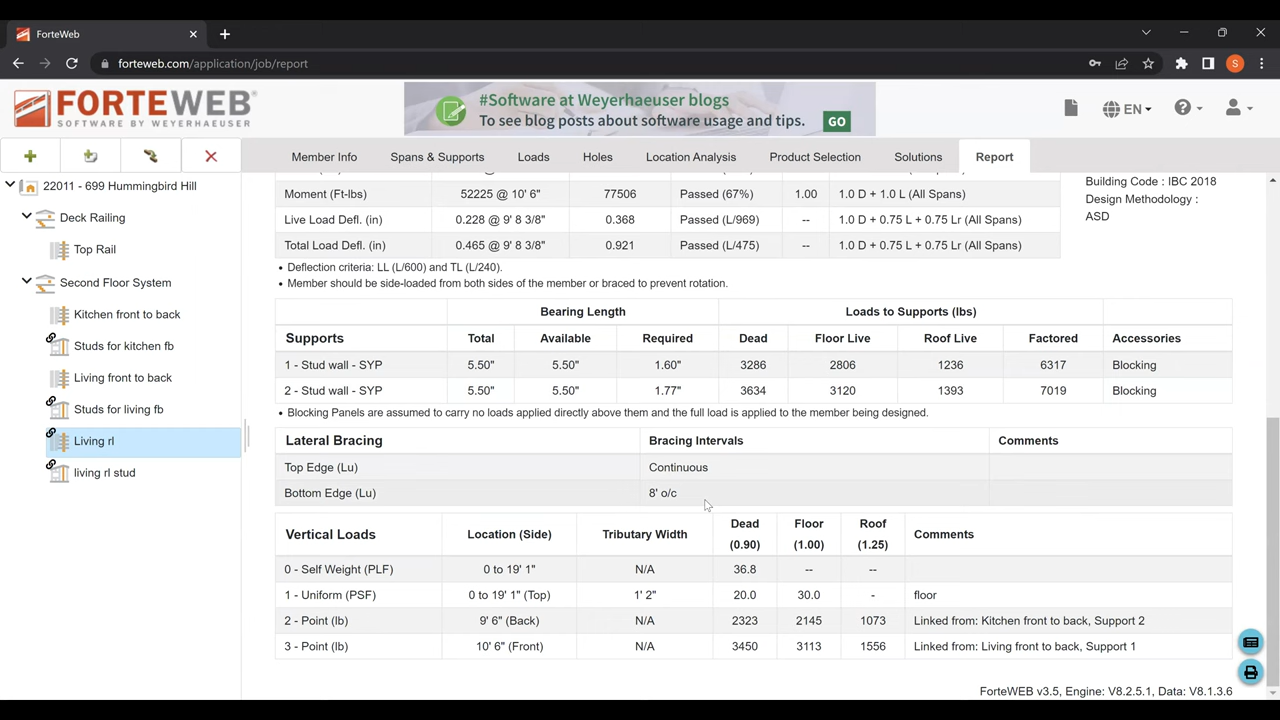 ForteWeb
forteweb.com/application/job/report
S
FORTEWEB®
SOFTWARE BY WEYERHAEUSER
#Software at Weyerhaeuser blogs
To see blog posts about software usage and tips.
GO
EN
Member Info Spans & Supports Loads Holes Location Analysis Product Selection Solutions Report
22011 - 699 Hummingbird Hill
Deck Railing
Top Rail
Second Floor System
Kitchen front to back
Studs for kitchen fb
Living front to back
Studs for living fb
Living rl
living rl stud
Moment (Ft-lbs) 52225 @ 10' 6" 77506 Passed (67%) 1.00 1.0 D + 1.0 L (All Spans)
Live Load Defl. (in) 0.228 @ 9' 8 3/8" 0.368 Passed (L/969) -- 1.0 D + 0.75 L + 0.75 Lr (All Spans)
Total Load Defl. (in) 0.465 @ 9' 8 3/8" 0.921 Passed (L/475) -- 1.0 D + 0.75 L + 0.75 Lr (All Spans)
Building Code : IBC 2018
Design Methodology :
ASD
• Deflection criteria: LL (L/600) and TL (L/240).
• Member should be side-loaded from both sides of the member or braced to prevent rotation.
Bearing Length Loads to Supports (lbs)
Supports Total Available Required Dead Floor Live Roof Live Factored Accessories
1 - Stud wall - SYP 5.50" 5.50" 1.60" 3286 2806 1236 6317 Blocking
2 - Stud wall - SYP 5.50" 5.50" 1.77" 3634 3120 1393 7019 Blocking
• Blocking Panels are assumed to carry no loads applied directly above them and the full load is applied to the member being designed.
Lateral Bracing Bracing Intervals Comments
Top Edge (Lu) Continuous
Bottom Edge (Lu) 8' o/c
Vertical Loads Location (Side) Tributary Width Dead (0.90) Floor (1.00) Roof (1.25) Comments
0 - Self Weight (PLF) 0 to 19' 1" N/A 36.8 -- --
1 - Uniform (PSF) 0 to 19' 1" (Top) 1' 2" 20.0 30.0 - floor
2 - Point (lb) 9' 6" (Back) N/A 2323 2145 1073 Linked from: Kitchen front to back, Support 2
3 - Point (lb) 10' 6" (Front) N/A 3450 3113 1556 Linked from: Living front to back, Support 1
ForteWEB v3.5, Engine: V8.2.5.1, Data: V8.1.3.6